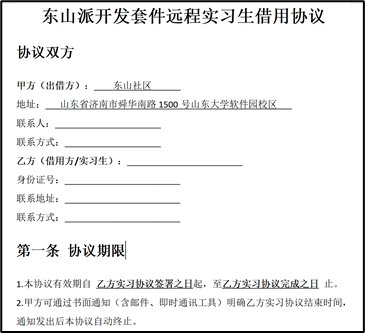 东山派开发套件远程实习生借用协议
协议双方
甲方（出借方）： 东山社区
地址： 山东省济南市舜华南路 1500 号山东大学软件园校区
联系人：
联系方式：
乙方（借用方/实习生）：
身份证号：
联系地址：
联系方式：
第一条 协议期限
1.本协议有效期自 乙方实习协议签署之日起，至乙方实习协议完成之日 止。
2.甲方可通过书面通知（含邮件、即时通讯工具）明确乙方实习协议结束时间，
通知发出后本协议自动终止。